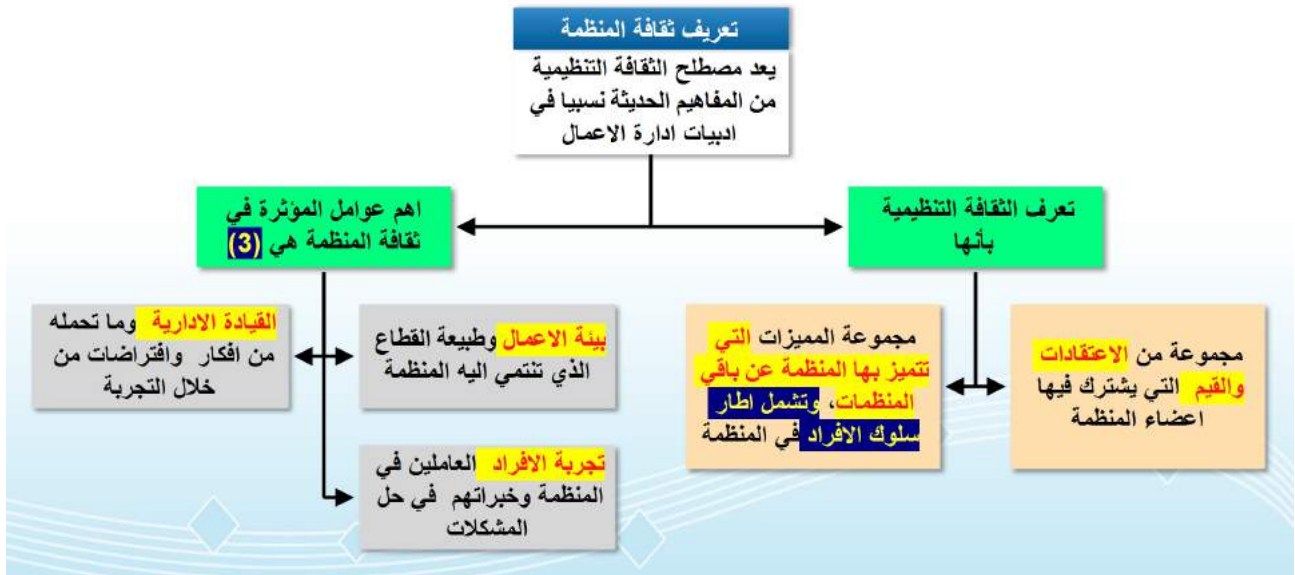 تعريف ثقافة المنظمة
يعد مصطلح الثقافة التنظيمية
من المفاهيم الحديثة نسبيا في
ادبيات ادارة الاعمال
تعرف الثقافة التنظيمية
بأنها
اهم عوامل المؤثرة في
ثقافة المنظمة هي (3)
مجموعة من الاعتقادات
والقيم التي يشترك فيها
اعضاء المنظمة
مجموعة المميزات التي
تتميز بها المنظمة عن باقي
المنظمات، وتشمل اطار
سلوك الافراد في المنظمة
بيئة الاعمال وطبيعة القطاع
الذي تنتمي اليه المنظمة
القيادة الادارية وما تحمله
من افكار وافتراضات من
خلال التجربة
تجربة الافراد العاملين في
المنظمة وخبراتهم في حل
المشكلات